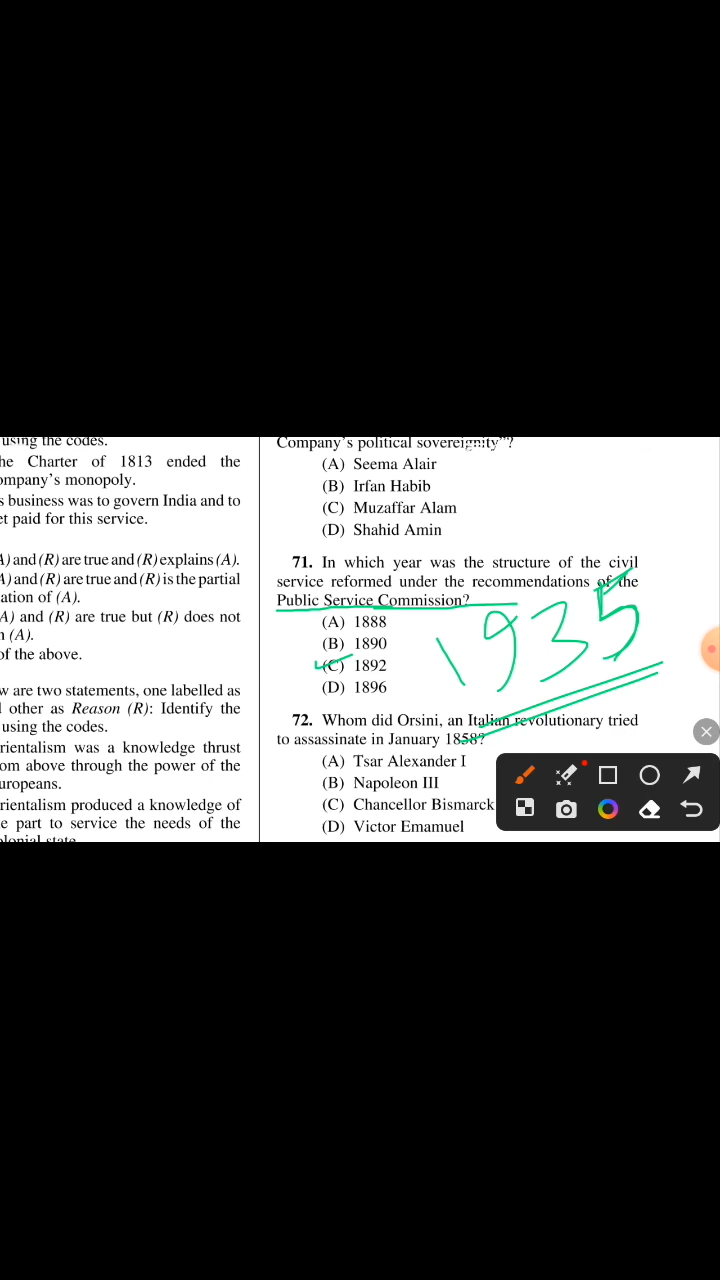 using the codes.
he Charter of 1813 ended the
ompany's monopoly.
s business was to govern India and to
et paid for this service.
A) and (R) are true and (R) explains (A).
A) and (R) are true and (R) is the partial
ation of (A).
A) and (R) are true but (R) does not
n (A).
of the above.
w are two statements, one labelled as
l other as Reason (R): Identify the
using the codes.
rientalism was a knowledge thrust
om above through the power of the
uropeans.
rientalism produced a knowledge of
e part to service the needs of the
olonial state
Company's political sovereignty"?
(A) Seema Alair
(B) Irfan Habib
(C) Muzaffar Alam
(D) Shahid Amin
71. In which year was the structure of the civil
service reformed under the recommendations of the
Public Service Commission?
(A) 1888
(B) 1890
(C) 1892
(D) 1896
1935
72. Whom did Orsini, an Italian revolutionary tried
to assassinate in January 1858?
(A) Tsar Alexander I
(B) Napoleon III
(C) Chancellor Bismarck
(D) Victor Emamuel